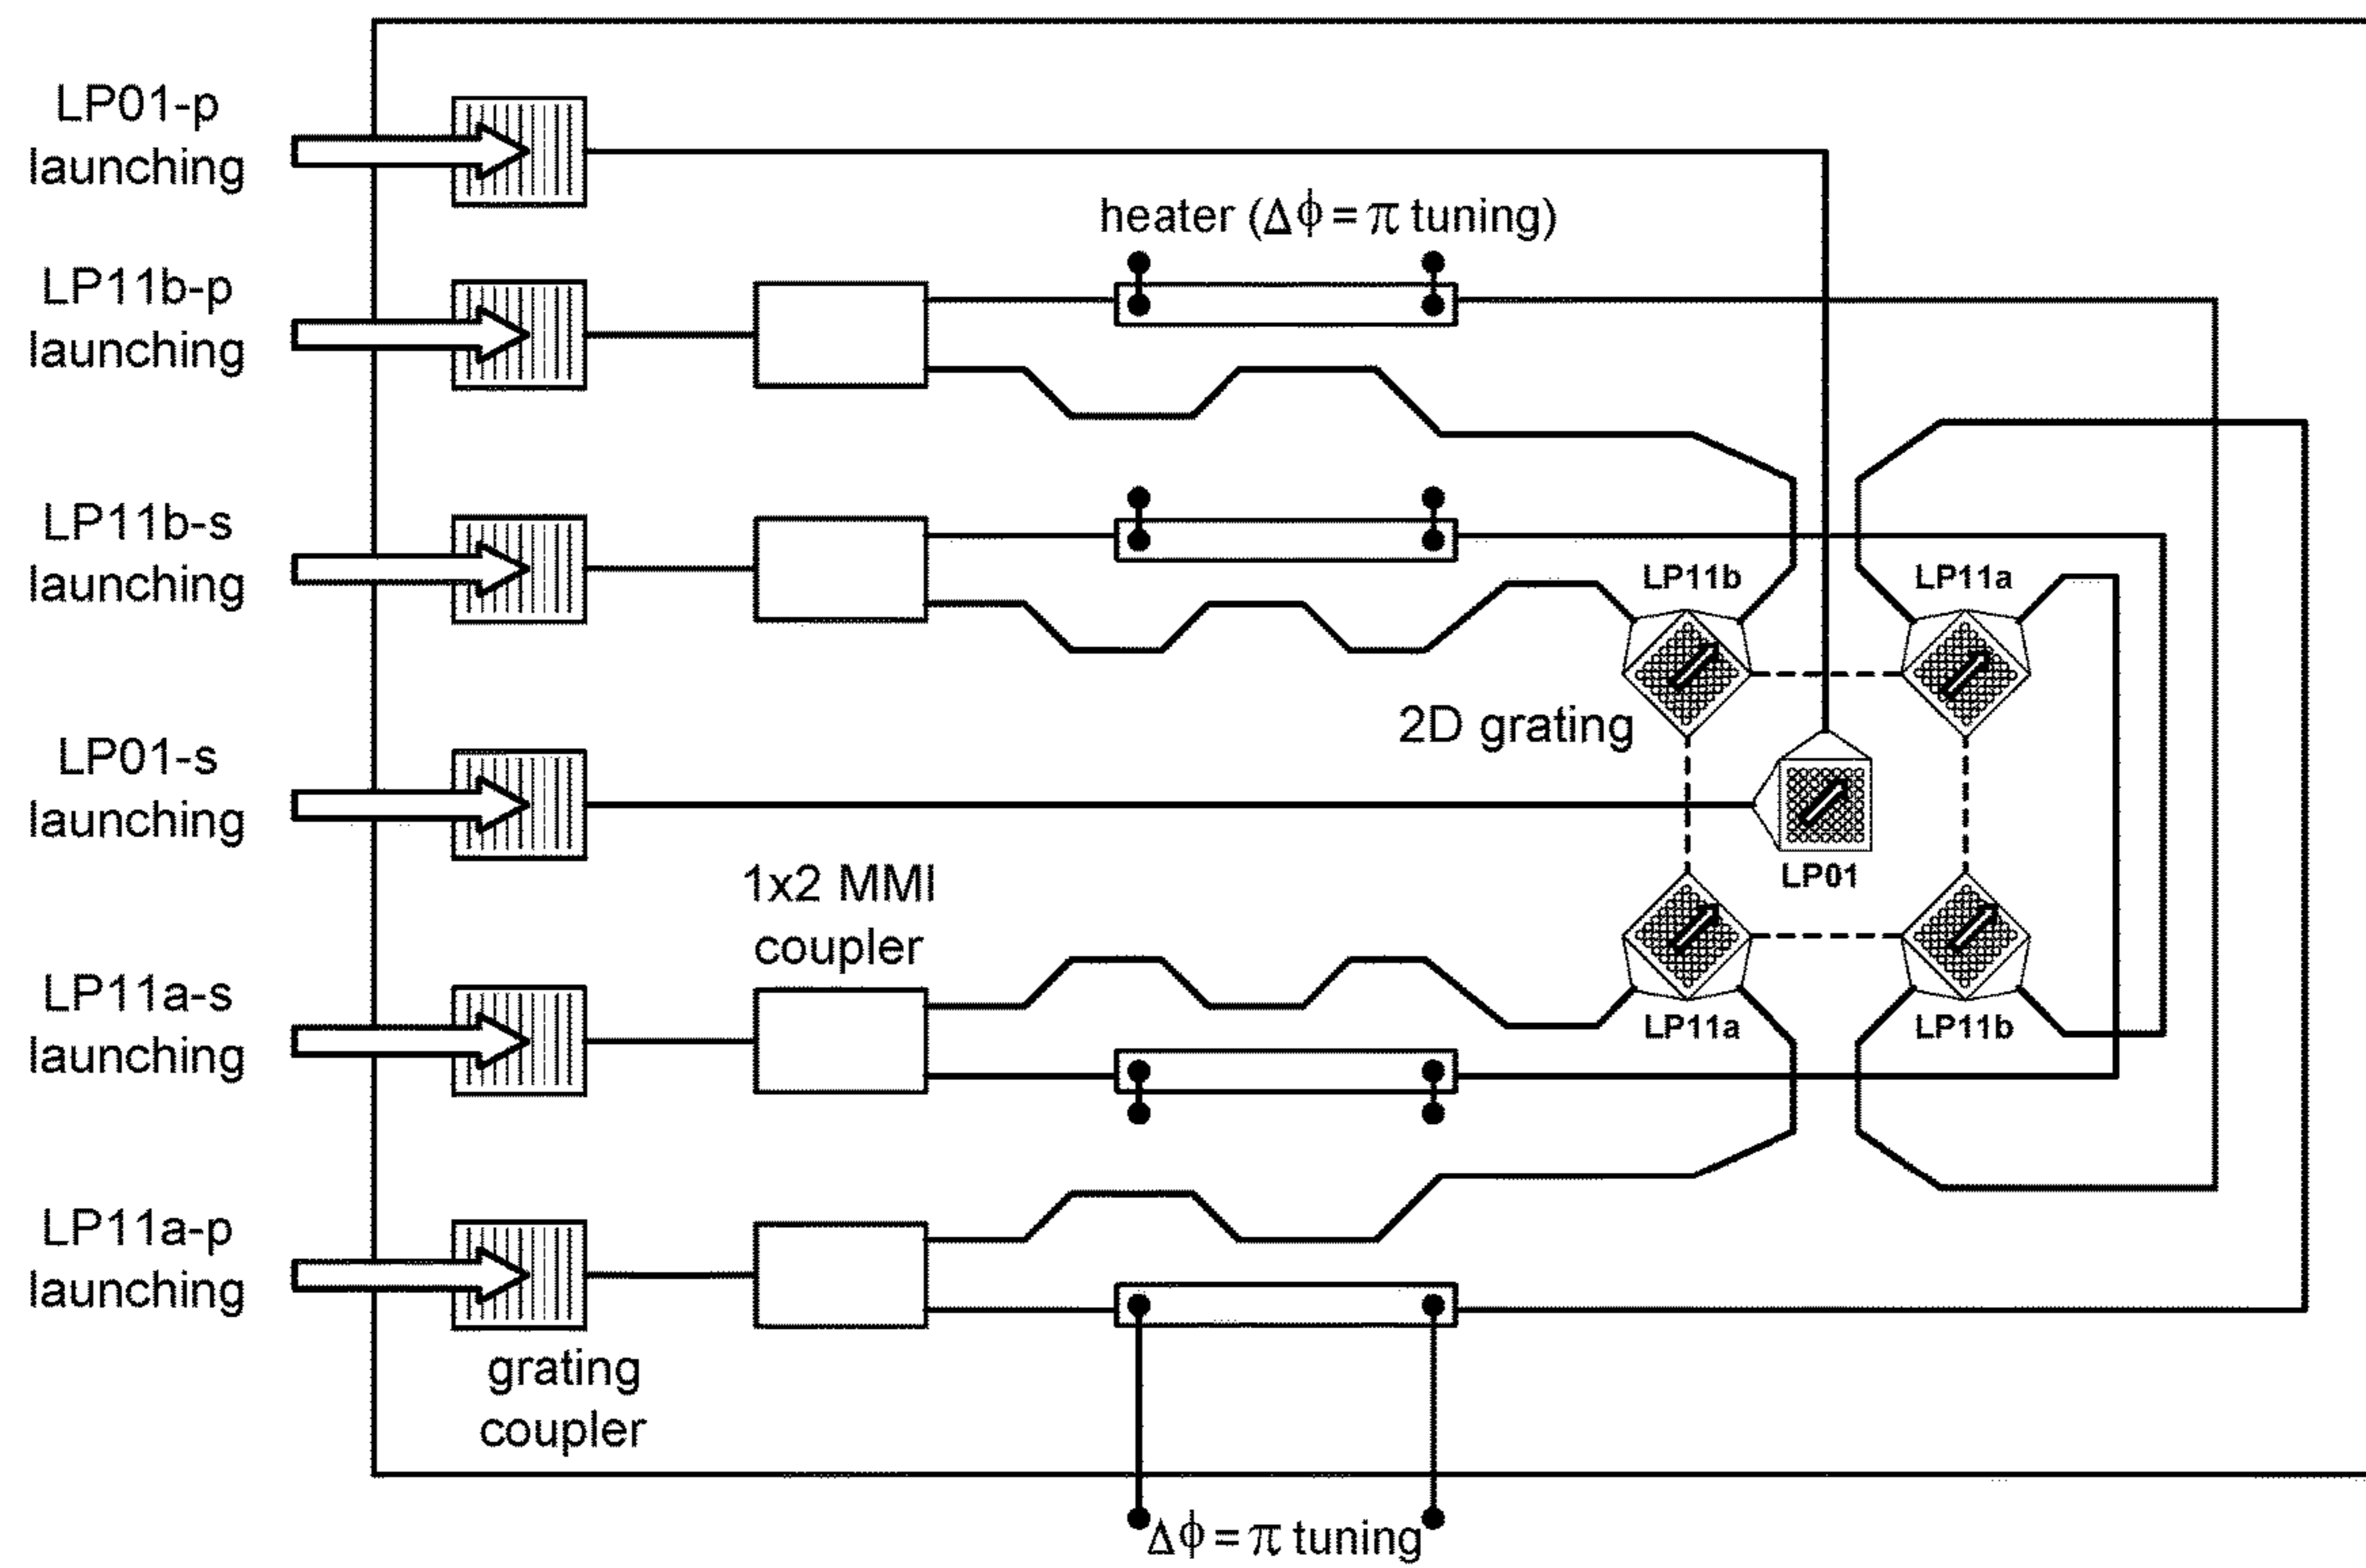 LP01-p
launching
heater (Δϕ = π tuning)
LP11b-p
launching
LP11b-s
launching
LP11b
LP11a
2D grating
LP01-s
launching
LP01
1x2 MMI
coupler
LP11a-s
launching
LP11a
LP11b
LP11a-p
launching
grating
coupler
Δϕ = π tuning